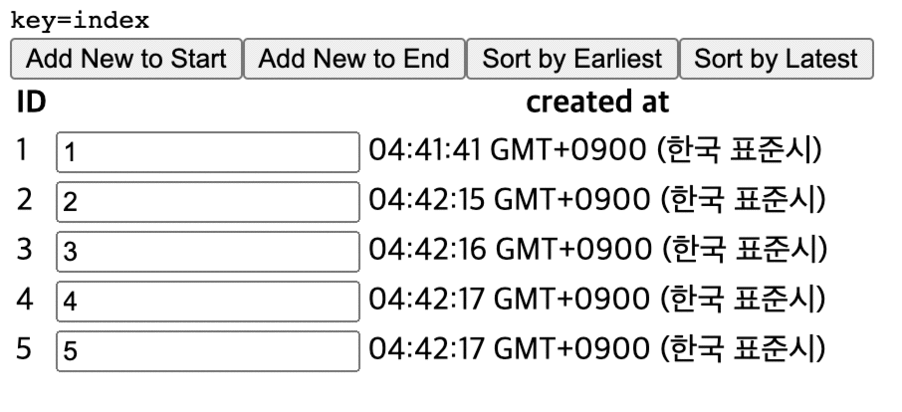 key=index
Add New to Start Add New to End Sort by Earliest Sort by Latest
ID created at
1 1 04:41:41 GMT+0900 (한국 표준시)
2 2 04:42:15 GMT+0900 (한국 표준시)
3 3 04:42:16 GMT+0900 (한국 표준시)
4 4 04:42:17 GMT+0900 (한국 표준시)
5 5 04:42:17 GMT+0900 (한국 표준시)